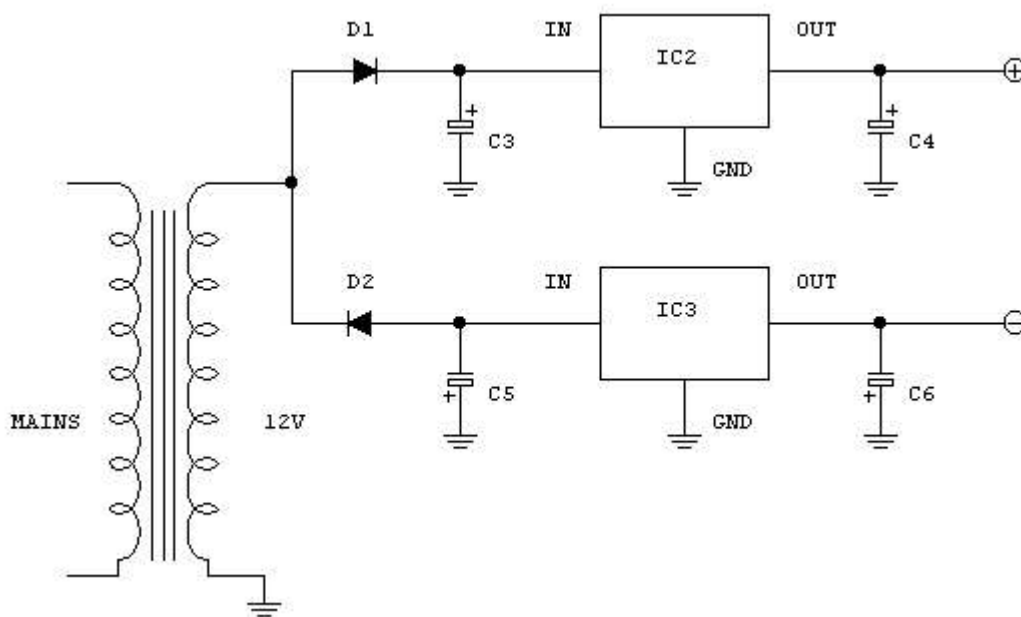 D1
IN
IC2
OUT
+
C3
+
C4
GND
D2
IN
IC3
OUT
MAINS
12V
+
C5
+
C6
GND